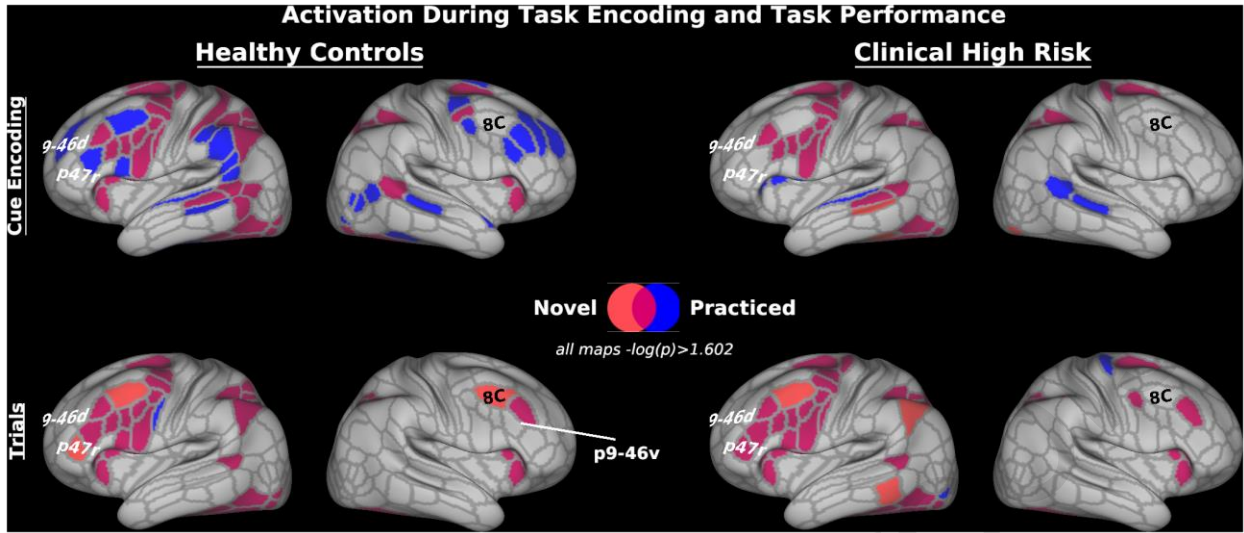 Activation During Task Encoding and Task Performance
Healthy Controls
Clinical High Risk
Cue Encoding
9-46d
p47r
8C
9-46d
p47r
8C
Novel
Practiced
all maps -log(p)>1.602
Trials
9-46d
p47r
8C
p9-46v
9-46d
p47r
8C